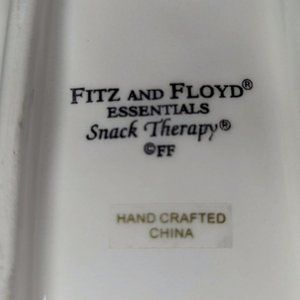 FITZ AND FLOYD®
ESSENTIALS
Snack Therapy®
©FF
HAND CRAFTED
CHINA